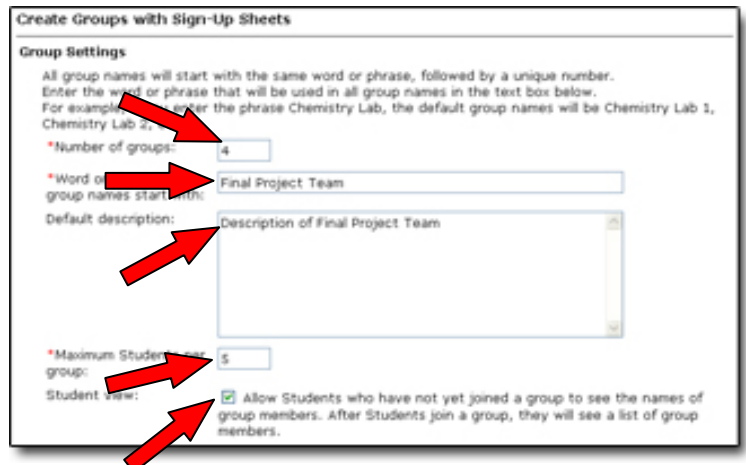 Create Groups with Sign-Up Sheets
Group Settings
All group names will start with the same word or phrase, followed by a unique number.
Enter the word or phrase that will be used in all group names in the text box below.
For example, enter the phrase Chemistry Lab, the default group names will be Chemistry Lab 1,
Chemistry Lab 2,
*Number of groups: 4
*Word or
group names start with: Final Project Team
Default description: Description of Final Project Team
*Maximum Students per
group: 5
Student view: Allow Students who have not yet joined a group to see the names of
group members. After Students join a group, they will see a list of group
members.